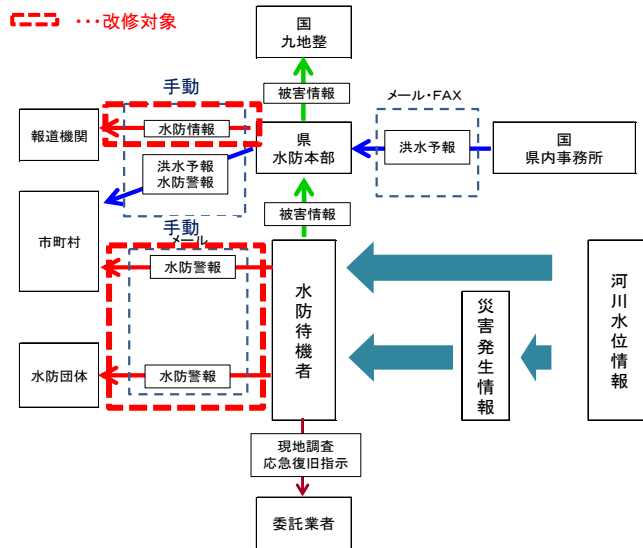 ・・・改修対象
国
九地整
手動
被害情報
メール・FAX
報道機関
水防情報
県
水防本部
洪水予報
国
県内事務所
洪水予報
水防警報
市町村
手動
メール
被害情報
水防警報
水防待機者
災害発生情報
河川水位情報
水防団体
水防警報
現地調査
応急復旧指示
委託業者